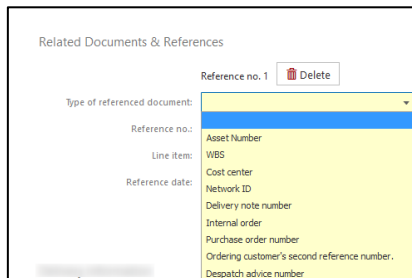 Related Documents & References
Reference no. 1 Delete
Type of referenced document:
Reference no.:
Asset Number
Line item:
WBS
Cost center
Reference date:
Network ID
Delivery note number
Internal order
Purchase order number
Ordering customer's second reference number.
Despatch advice number